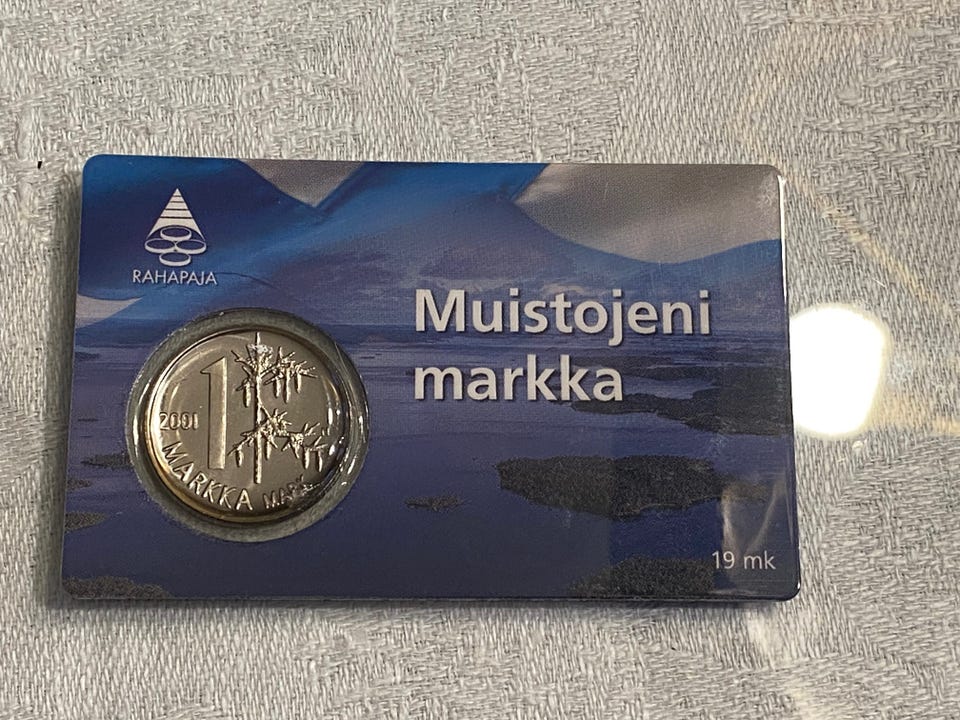 RAHAPAJA
Muistojeni
markka
1
2001
MARKKA
19 mk